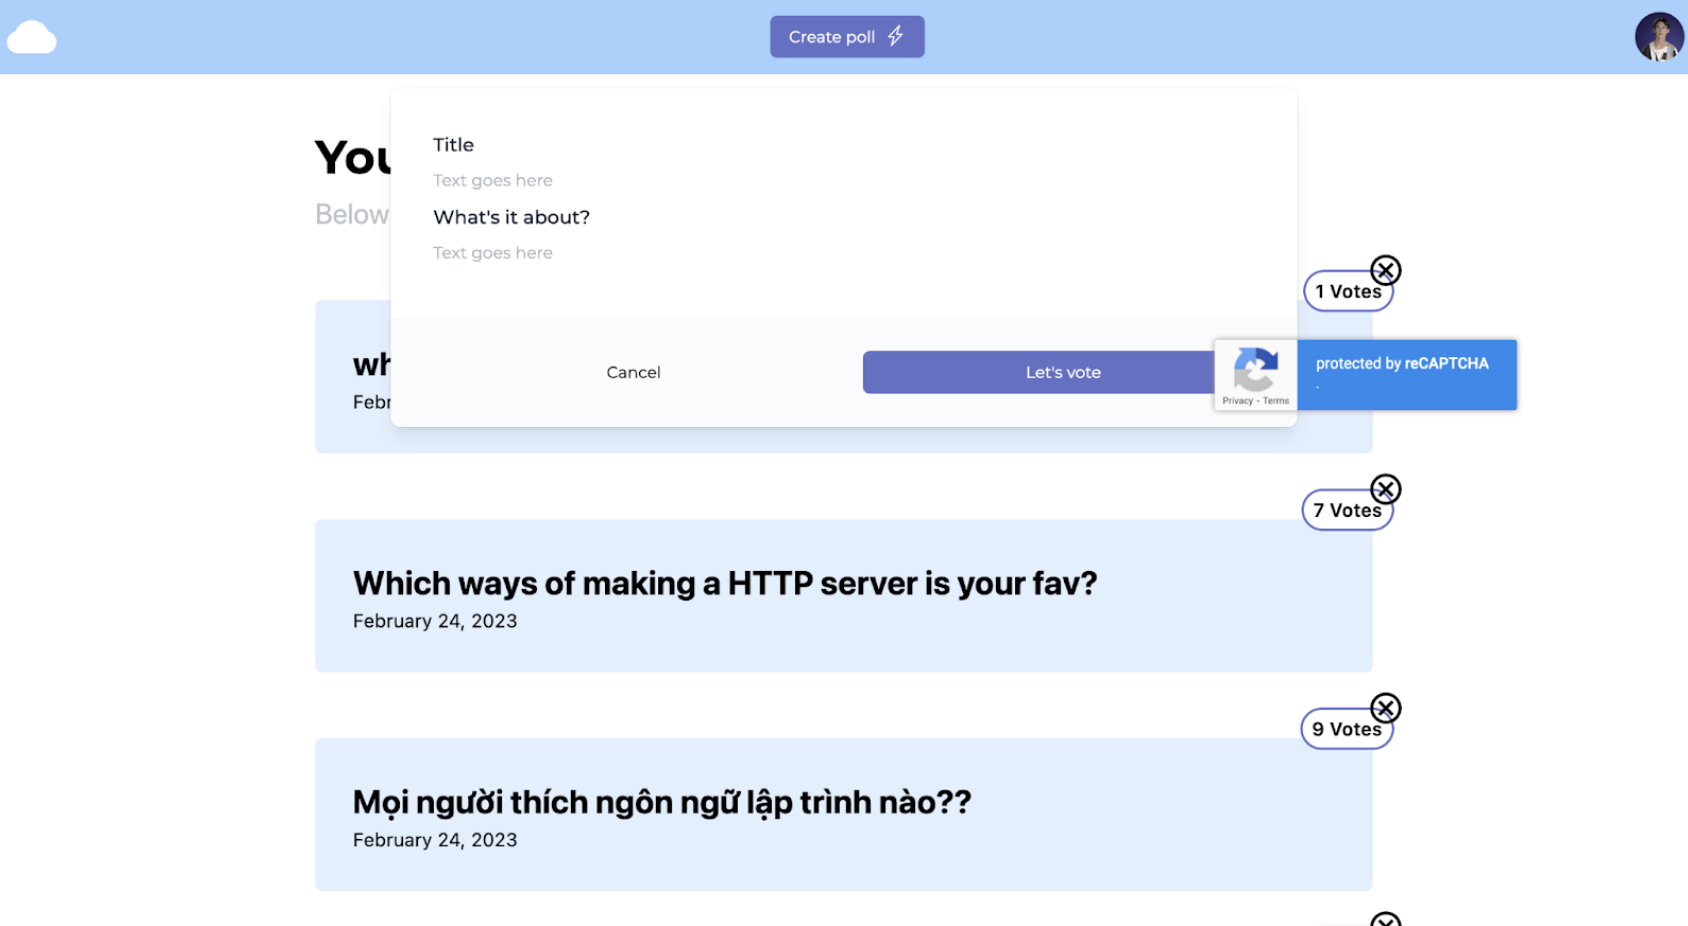 Create poll
Title
You
Text goes here
Below
What's it about?
Text goes here
1 Votes
wh
Cancel
Let's vote
protected by reCAPTCHA
Privacy - Terms
Febr
7 Votes
Which ways of making a HTTP server is your fav?
February 24, 2023
9 Votes
Mọi người thích ngôn ngữ lập trình nào??
February 24, 2023